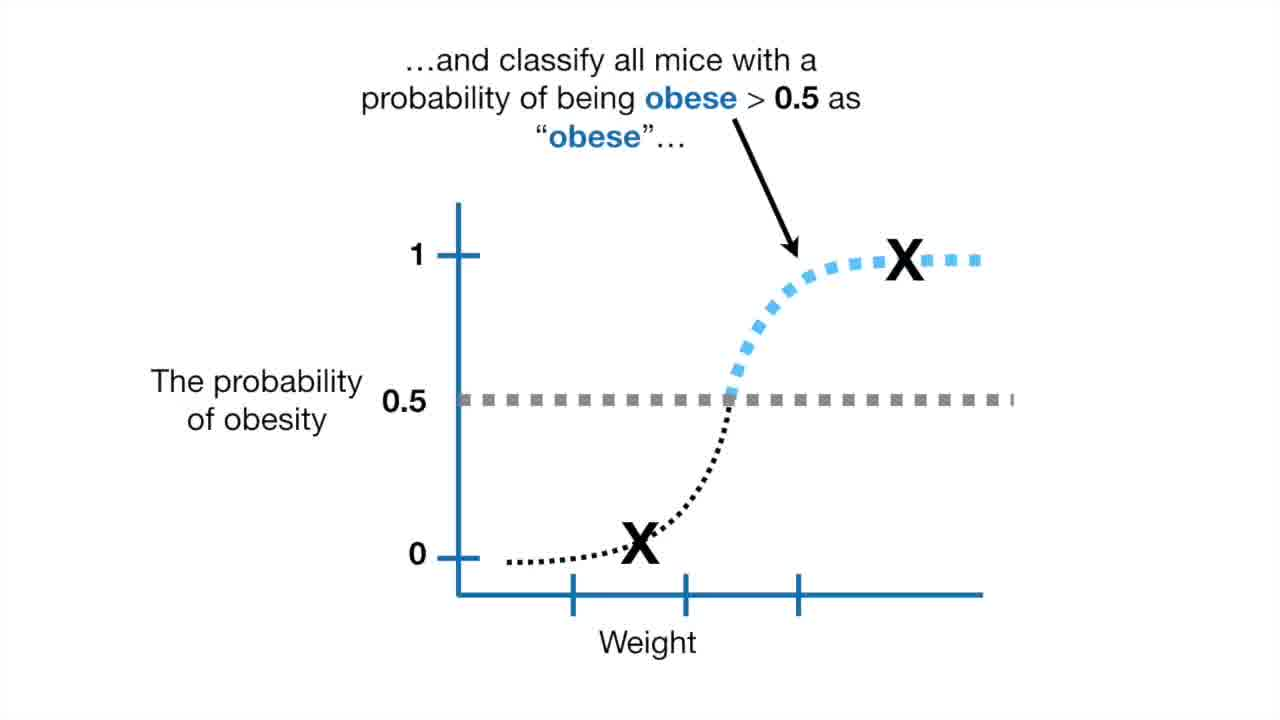 …and classify all mice with a
probability of being obese > 0.5 as
“obese”…
1
X
The probability
of obesity
0.5
0
X
Weight